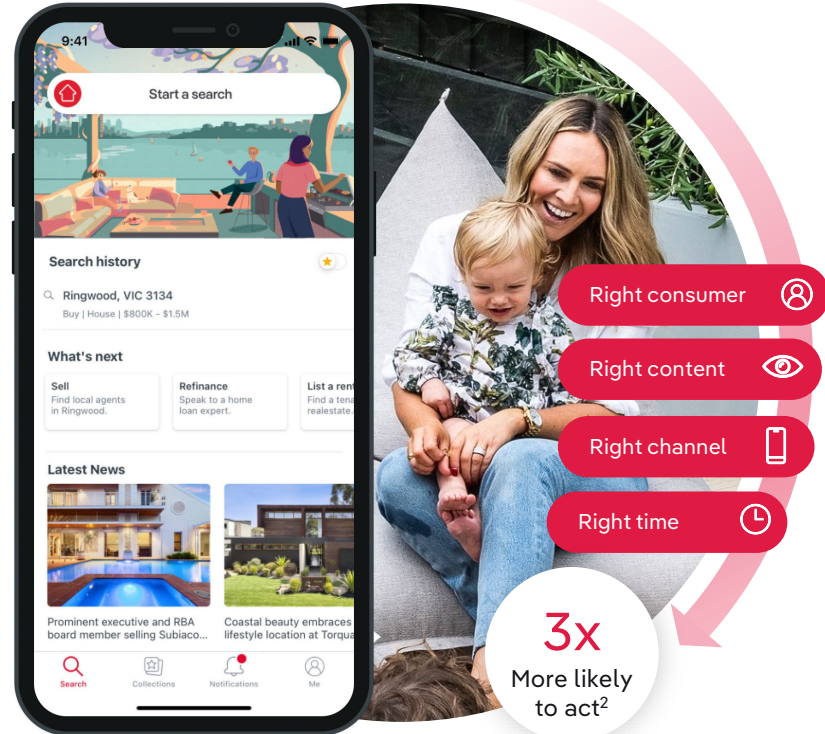 9:41
Start a search
Search history
Ringwood, VIC 3134
Buy | House | $800K - $1.5M
What's next
Sell
Find local agents
in Ringwood.
Refinance
Speak to a home
loan expert.
List a rent
Find a tena
realestate.
Latest News
Prominent executive and RBA
board member selling Subiaco...
Coastal beauty embraces
lifestyle location at Torqua
Search
Collections
Notifications
Me
Right consumer
Right content
Right channel
Right time
3x
More likely
to act²